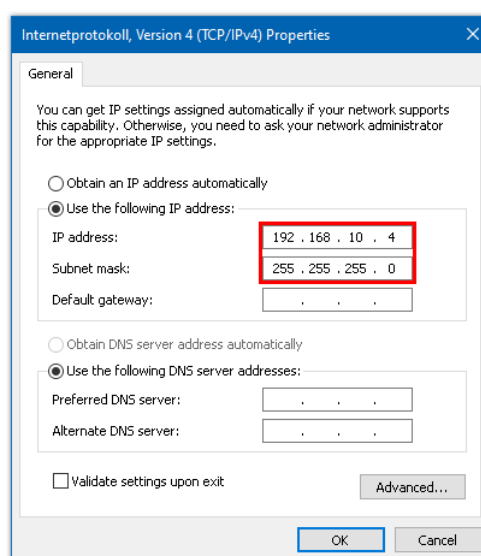 Internetprotokoll, Version 4 (TCP/IPv4) Properties
General
You can get IP settings assigned automatically if your network supports
this capability. Otherwise, you need to ask your network administrator
for the appropriate IP settings.
Obtain an IP address automatically
Use the following IP address:
IP address: 192 . 168 . 10 . 4
Subnet mask: 255 . 255 . 255 . 0
Default gateway: . . .
Obtain DNS server address automatically
Use the following DNS server addresses:
Preferred DNS server: . . .
Alternate DNS server: . . .
Validate settings upon exit
Advanced...
OK Cancel